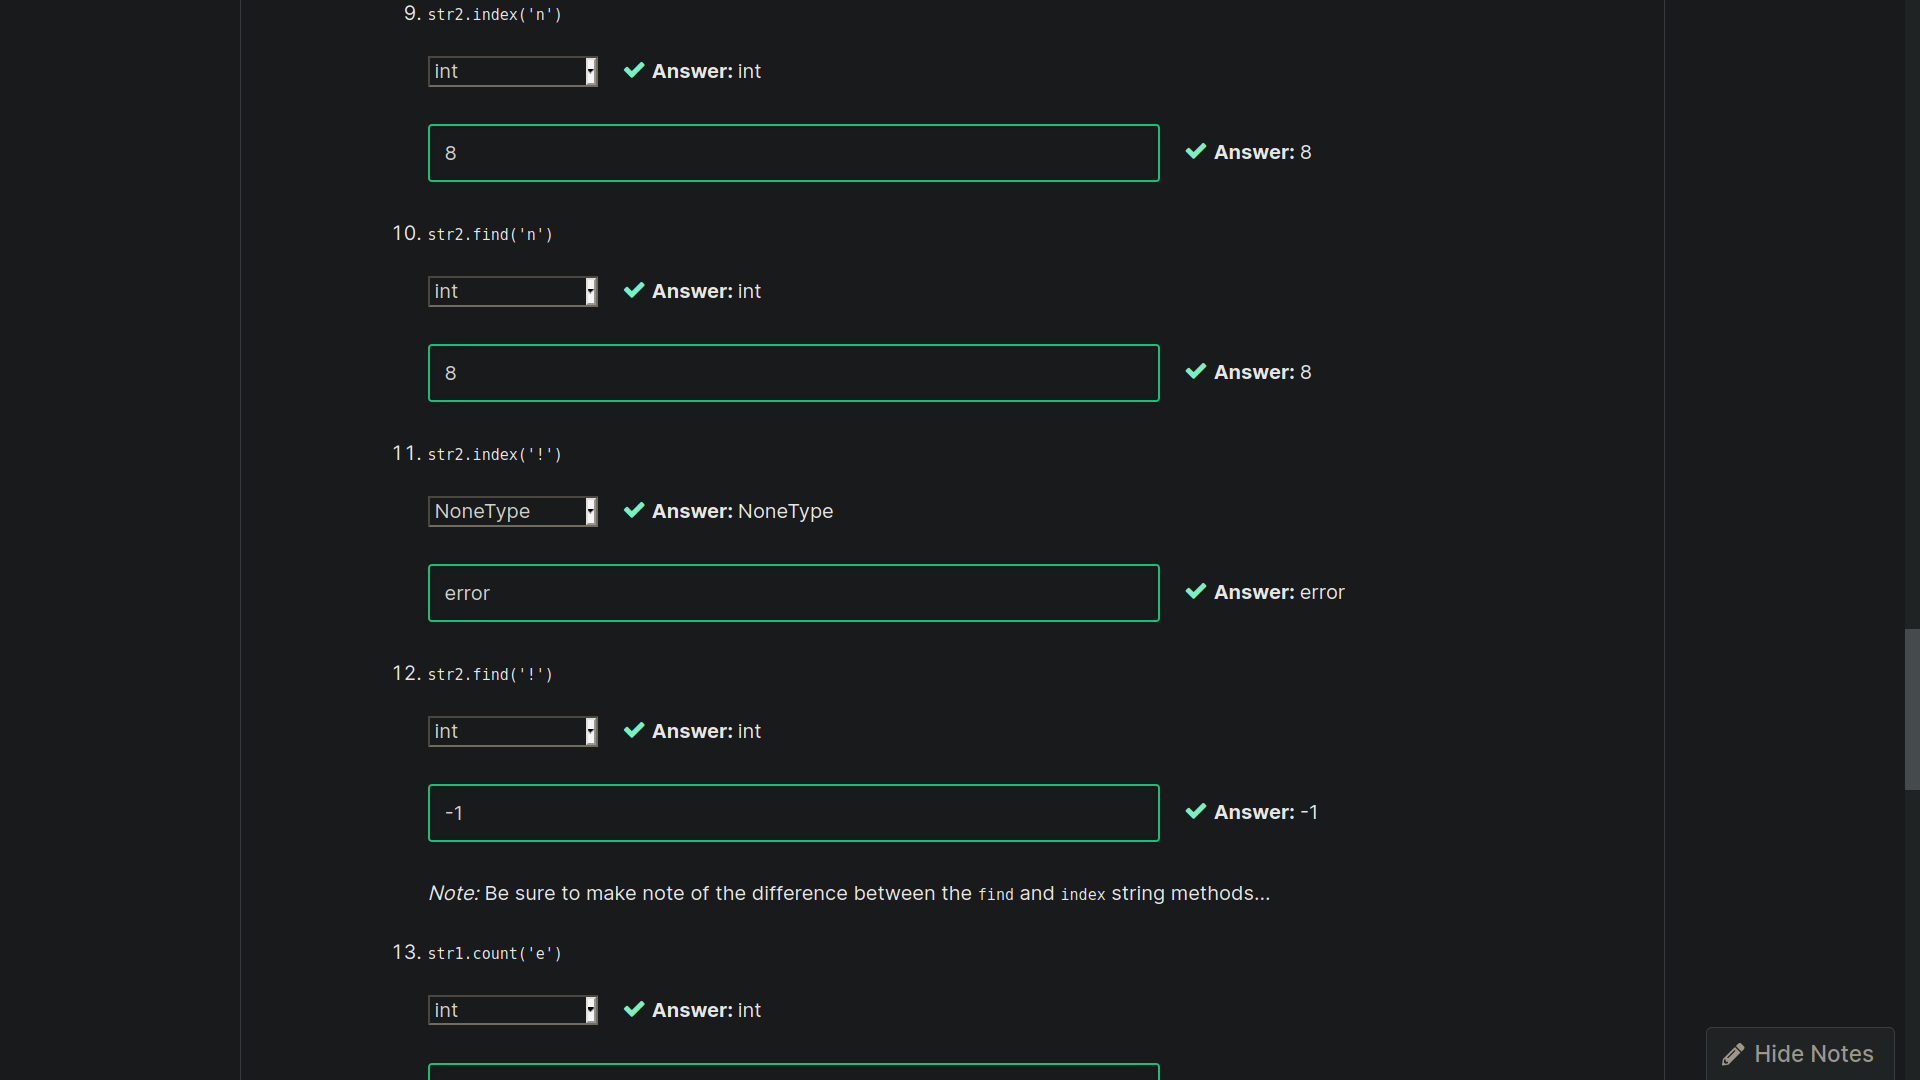 9. str2.index('n')
int
Answer: int
8
Answer: 8
10. str2.find('n')
int
Answer: int
8
Answer: 8
11. str2.index('!')
NoneType
Answer: NoneType
error
Answer: error
12. str2.find('!')
int
Answer: int
-1
Answer: -1
Note: Be sure to make note of the difference between the find and index string methods...
13. str1.count('e')
int
Answer: int
Hide Notes